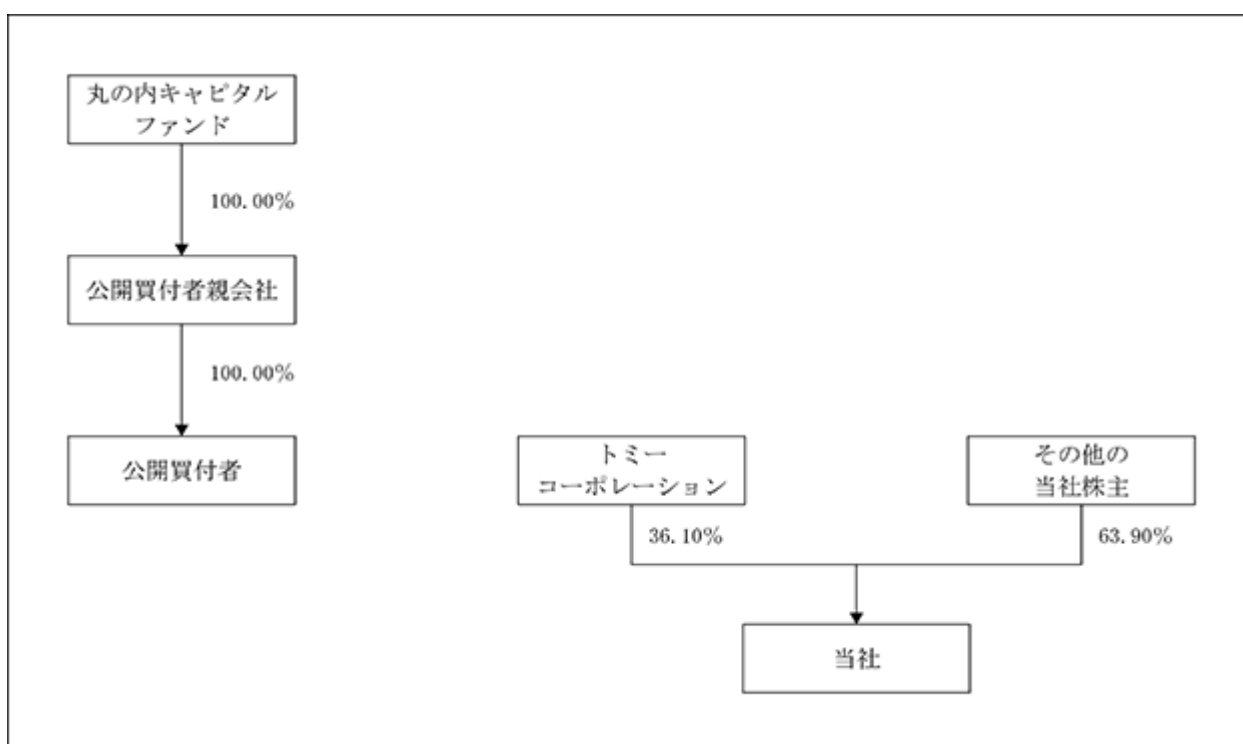 丸の内キャピタル
ファンド
100.00%
公開買付者親会社
100.00%
公開買付者
トミー
コーポレーション
36.10%
その他の
当社株主
63.90%
当社